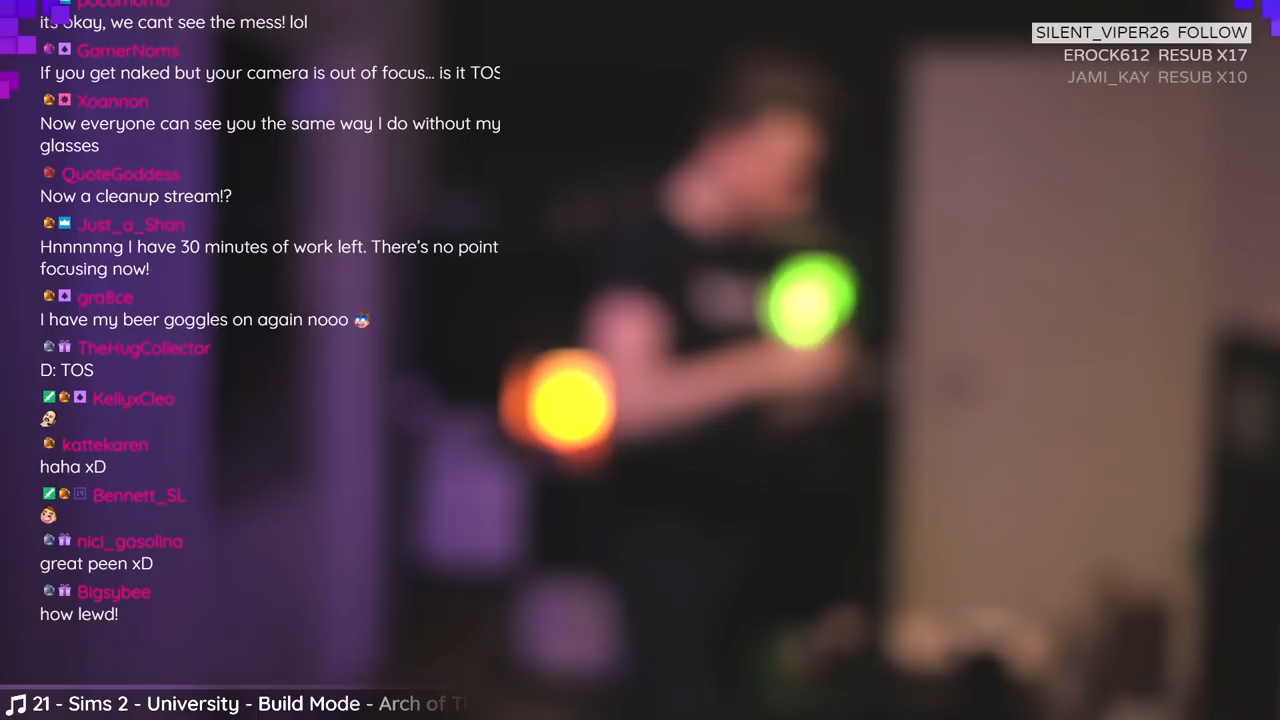 pacomomo
its okay, we cant see the mess! lol
GamerNoms
If you get naked but your camera is out of focus... is it TOS
Xoannon
Now everyone can see you the same way I do without my
glasses
QuoteGoddess
Now a cleanup stream!?
Just_a_Shan
Hnnnnnng I have 30 minutes of work left. There's no point
focusing now!
gra8ce
I have my beer goggles on again nooo
TheHugCollector
D: TOS
KellyxCleo
kattekaren
haha xD
Bennett_SL
nici_gasolina
great peen xD
Bigsybee
how lewd!
SILENT_VIPER26 FOLLOW
EROCK612 RESUB X17
JAMI_KAY RESUB X10
21 - Sims 2 - University - Build Mode - Arch of T